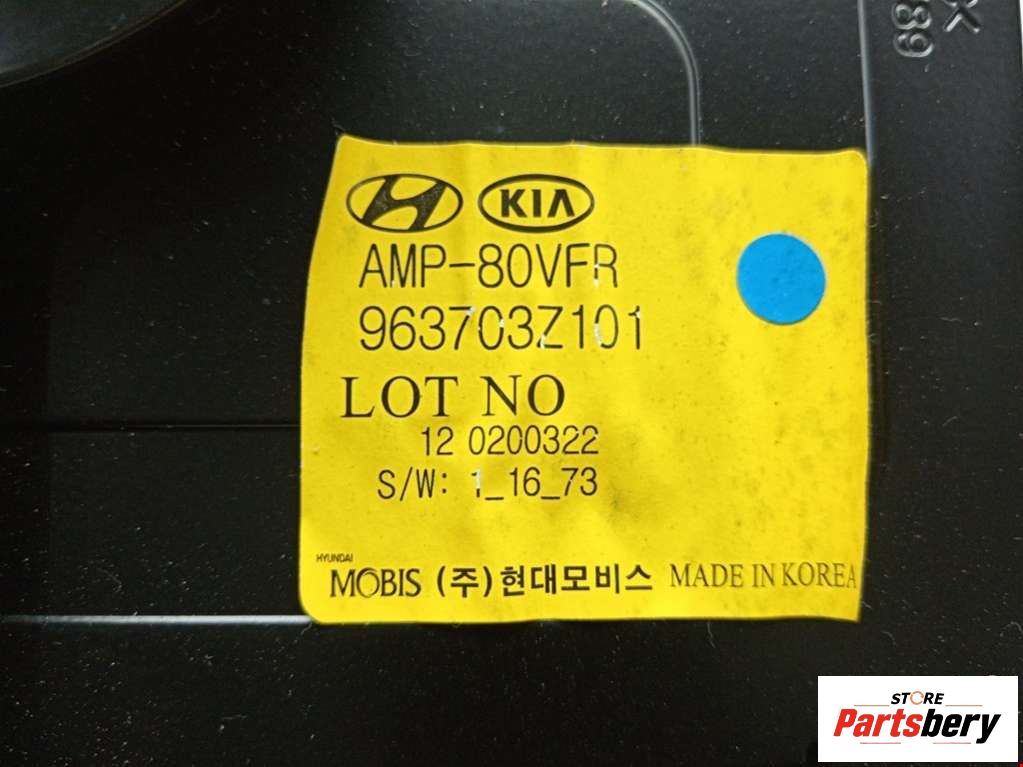 K
89
KIA
AMP-80VFR
963703Z101
LOT NO
12 0200322
S/W: 1_16_73
HYUNDAI
MOBIS (주)현대모비스 MADE IN KOREA
STORE
Partsbery